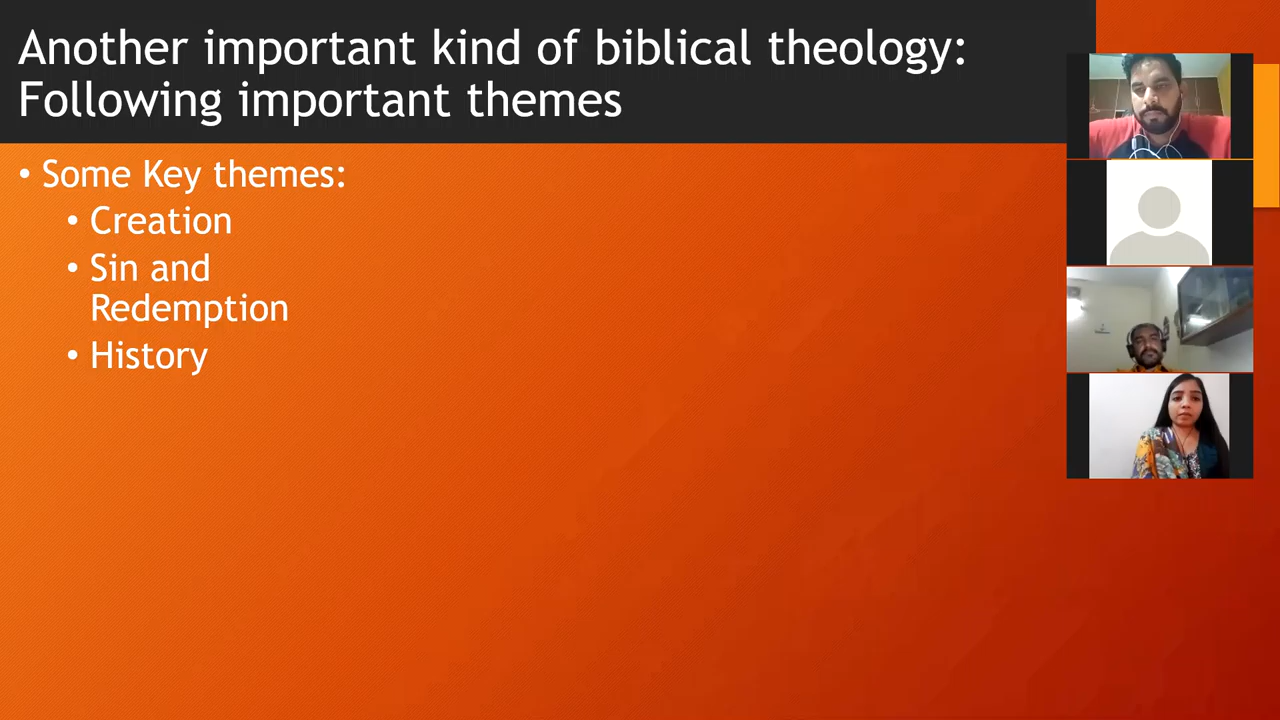 Another important kind of biblical theology:
Following important themes
• Some Key themes:
• Creation
• Sin and
Redemption
• History